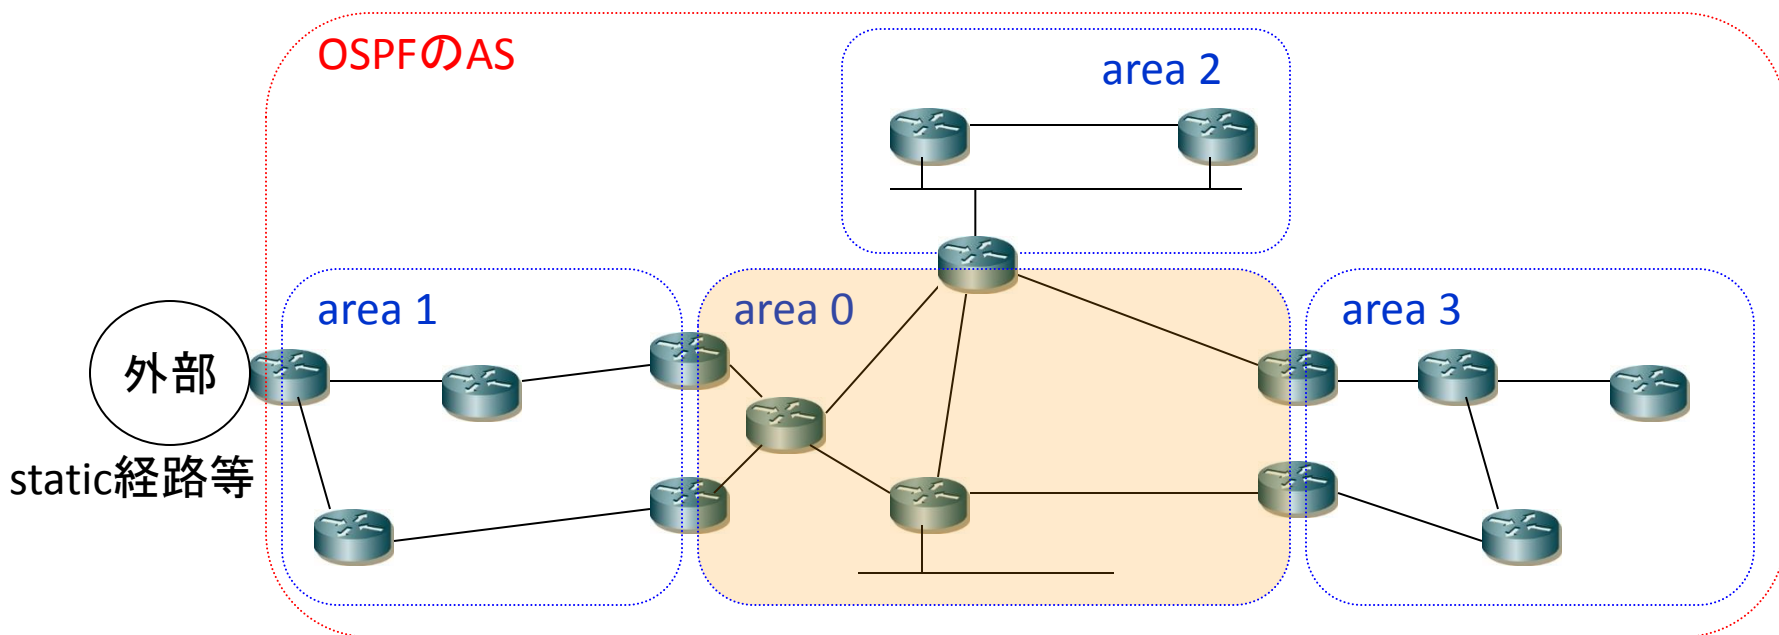 OSPFのAS
area 2
area 1
area 0
area 3
外部
static経路等